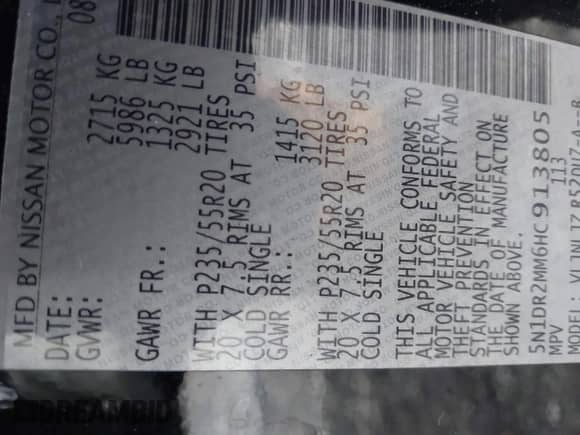 MFD BY NISSAN MOTOR CO.,
DATE: 08
GVWR: 2715 KG
5986 LB
GAWR FR.: 1325 KG
2921 LB
WITH P235/55R20 TIRES
20 X 7.5 RIMS AT 35 PSI
COLD SINGLE
GAWR RR.: 1415 KG
3120 LB
WITH P235/55R20 TIRES
20 X 7.5 RIMS AT 35 PSI
COLD SINGLE
THIS VEHICLE CONFORMS TO
ALL APPLICABLE FEDERAL
MOTOR VEHICLE SAFETY AND
THEFT PREVENTION
STANDARDS IN EFFECT ON
THE DATE OF MANUFACTURE
SHOWN ABOVE.
5N1DR2MM6HC913805
MPV 113
MODEL:
DREAMBID